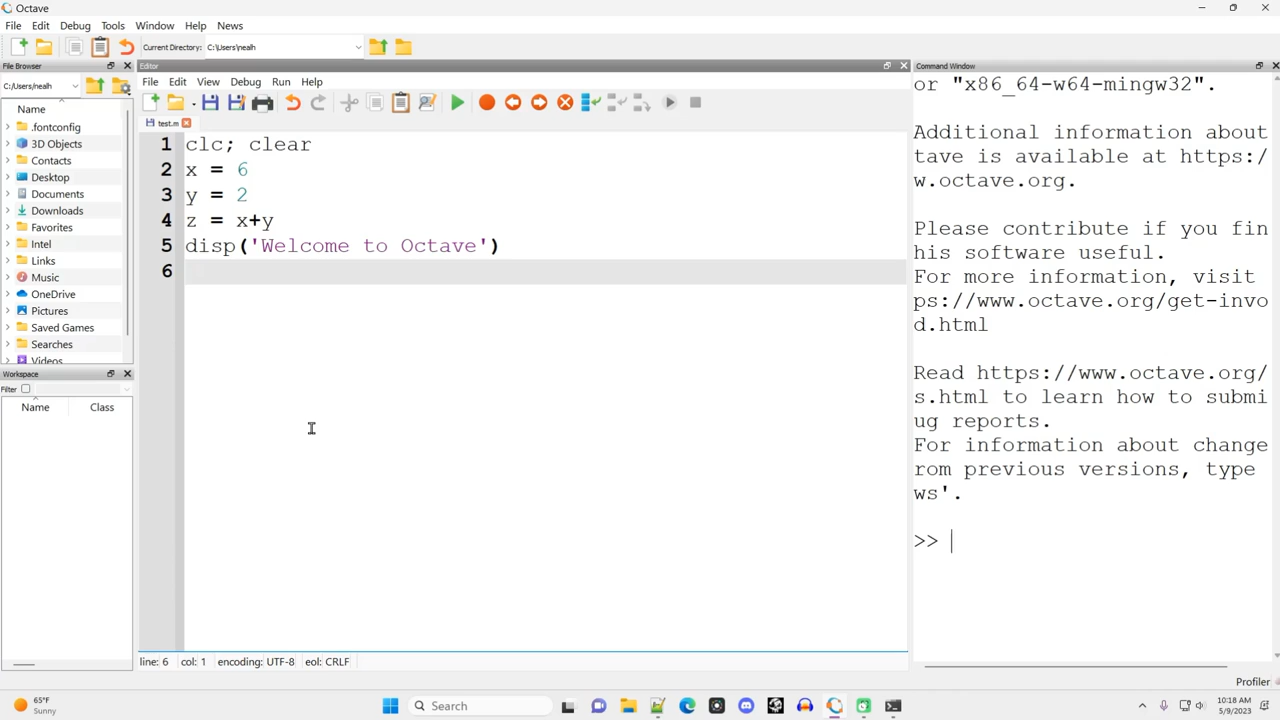 Octave
File Edit Debug Tools Window Help News
Current Directory: C:\Users\nealh
File Browser
C:/Users/nealh
Name
.fontconfig
3D Objects
Contacts
Desktop
Documents
Downloads
Favorites
Intel
Links
Music
OneDrive
Pictures
Saved Games
Searches
Videos
Workspace
Filter
Name Class
Editor
File Edit View Debug Run Help
test.m
1 clc; clear
2 x = 6
3 y = 2
4 z = x+y
5 disp('Welcome to Octave')
6
line: 6 col: 1 encoding: UTF-8 eol: CRLF
Command Window
or "x86_64-w64-mingw32".
Additional information about
tave is available at https:/
w.octave.org.
Please contribute if you fin
his software useful.
For more information, visit
ps://www.octave.org/get-invo
d.html
Read https://www.octave.org/
s.html to learn how to submi
ug reports.
For information about change
rom previous versions, type
ws'.
>>
Profiler
65°F
Sunny
Search
10:18 AM
5/9/2023